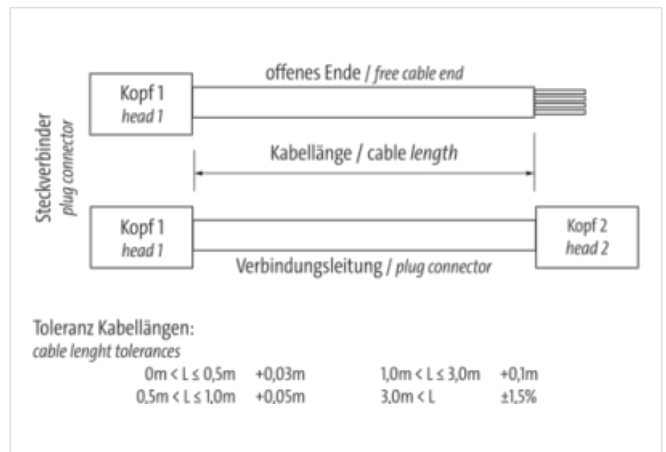 offenes Ende / free cable end
Kopf 1
head 1
Kabellänge / cable length
Steckverbinder
plug connector
Kopf 1
head 1
Kopf 2
head 2
Verbindungsleitung / plug connector
Toleranz Kabellängen:
cable lenght tolerances
0m < L ≤ 0,5m +0,03m 1,0m < L ≤ 3,0m +0,1m
0,5m < L ≤ 1,0m +0,05m 3,0m < L ±1,5%